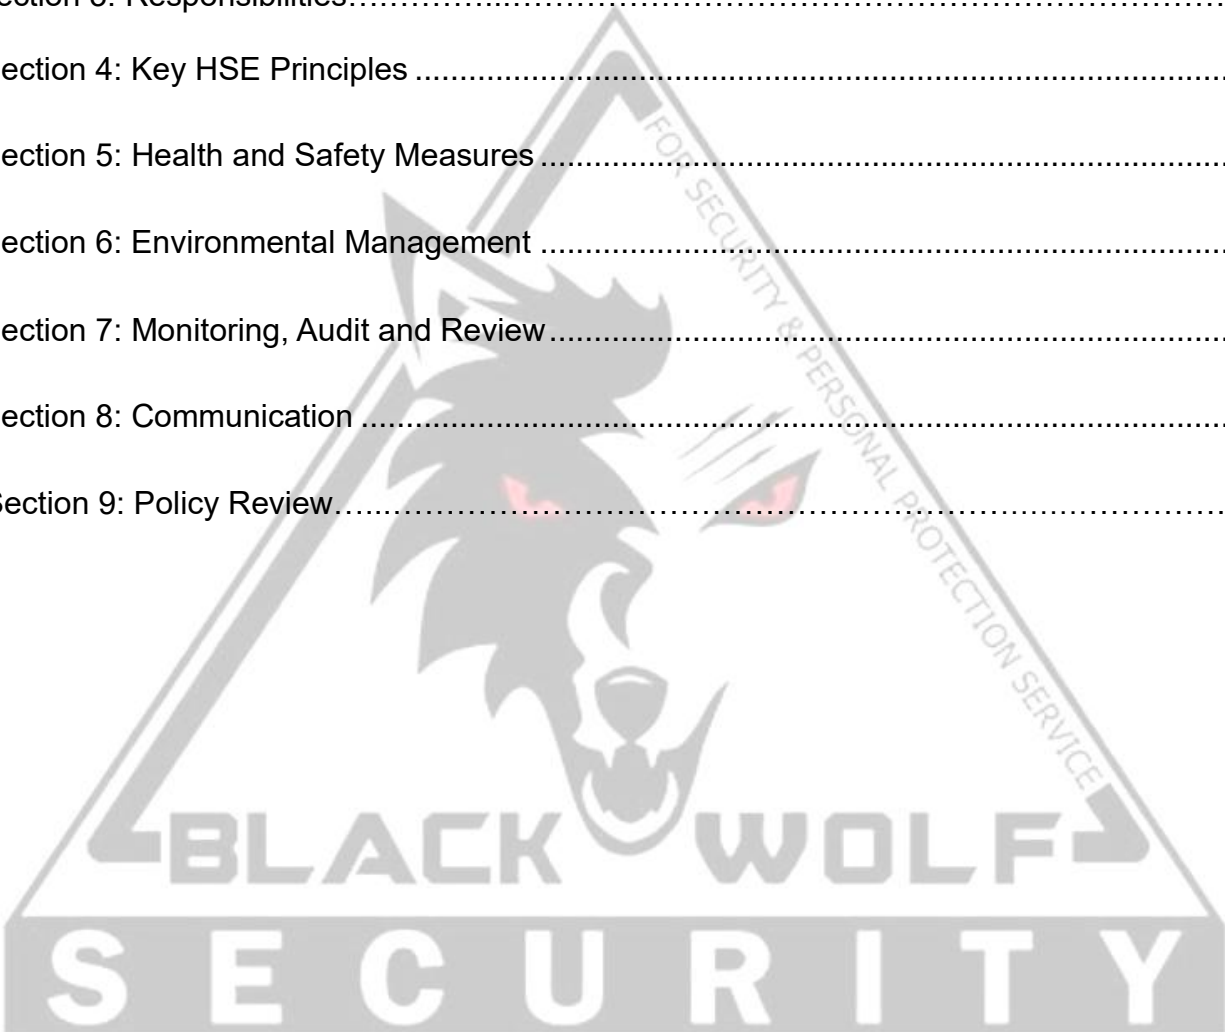 ection 3: Responsibilities....................................................
ection 4: Key HSE Principles ....................................................
ection 5: Health and Safety Measures ....................................................
ection 6: Environmental Management ....................................................
ection 7: Monitoring, Audit and Review ....................................................
ection 8: Communication ....................................................
Section 9: Policy Review....................................................
FOR SECURITY & PERSONAL PROTECTION SERVICE
BLACK WOLF
SECURITY